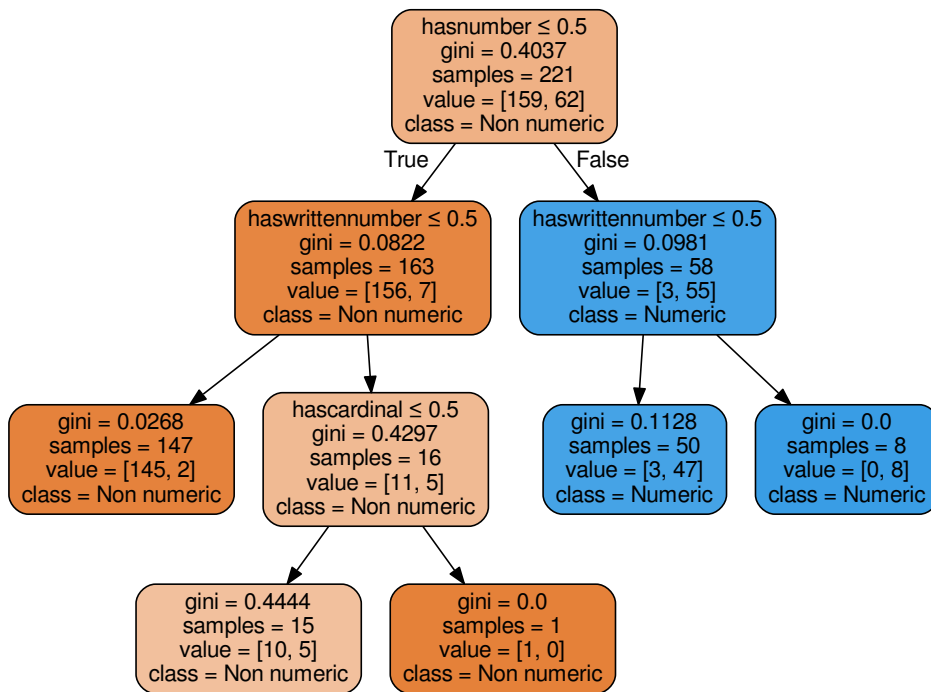 hasnumber ≤ 0.5
gini = 0.4037
samples = 221
value = [159, 62]
class = Non numeric
True
False
haswrittennumber ≤ 0.5
gini = 0.0822
samples = 163
value = [156, 7]
class = Non numeric
haswrittennumber ≤ 0.5
gini = 0.0981
samples = 58
value = [3, 55]
class = Numeric
gini = 0.0268
samples = 147
value = [145, 2]
class = Non numeric
hascardinal ≤ 0.5
gini = 0.4297
samples = 16
value = [11, 5]
class = Non numeric
gini = 0.1128
samples = 50
value = [3, 47]
class = Numeric
gini = 0.0
samples = 8
value = [0, 8]
class = Numeric
gini = 0.4444
samples = 15
value = [10, 5]
class = Non numeric
gini = 0.0
samples = 1
value = [1, 0]
class = Non numeric